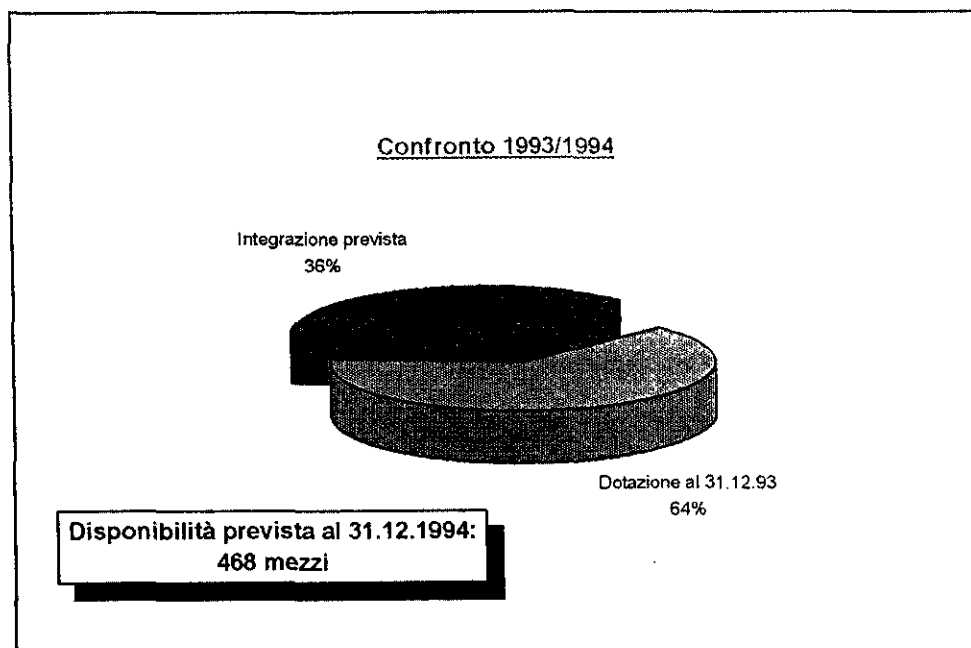 Confronto 1993/1994
Integrazione prevista
36%
Dotazione al 31.12.93
64%
Disponibilità prevista al 31.12.1994:
468 mezzi